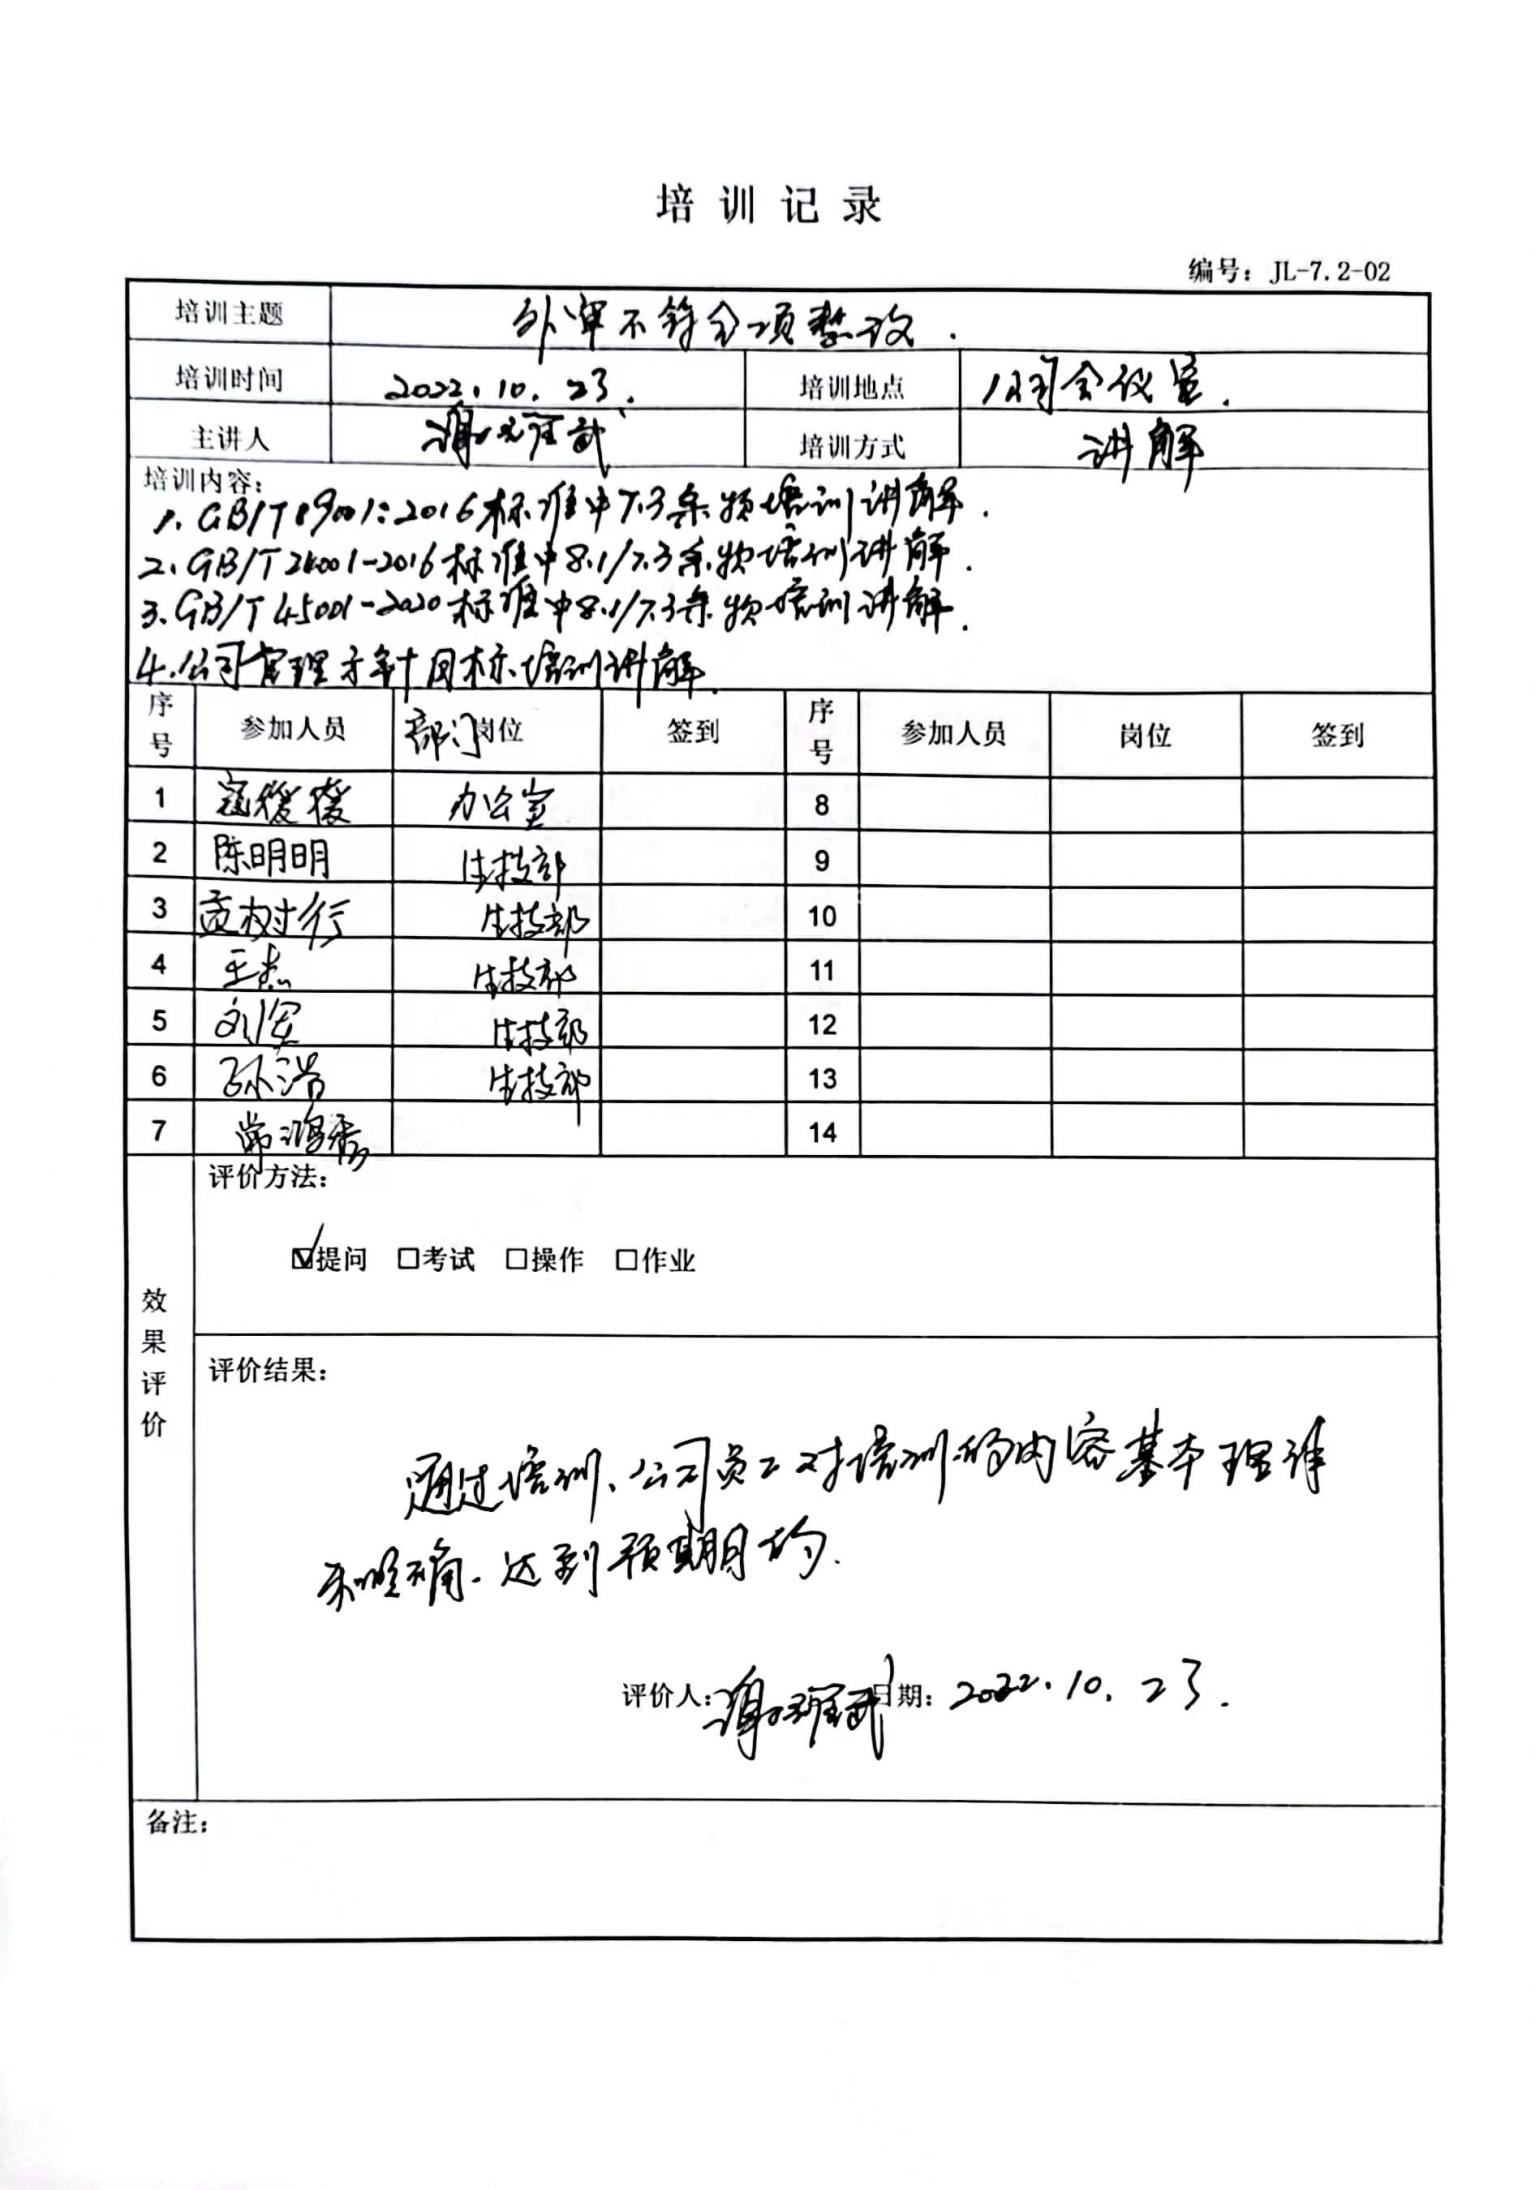 培训记录
编号：JL-7.2-02
培训主题 外审不符合项整改.
培训时间 2022.10.23. 培训地点 公司会议室.
主讲人 培训方式 讲解
培训内容：
1.GB/T19001:2016标准中7.3条款培训讲解.
2.GB/T24001-2016标准中8.1/7.3条款培训讲解.
3.GB/T45001-2020标准中8.1/7.3条款培训讲解.
4.公司管理方针目标培训讲解.
序号 参加人员 部门岗位 签到 序号 参加人员 岗位 签到
1 办公室 8
2 陈明明 生技部 9
3 贡树行 生技部 10
4 王杰 生技部 11
5 生技部 12
6 孙浩 生技部 13
7 14
效果评价
评价方法：
☑提问 □考试 □操作 □作业
评价结果：
通过培训、公司员工对培训的内容基本理解
和明确.达到预期目的.
评价人： 日期：2022.10.23.
备注：